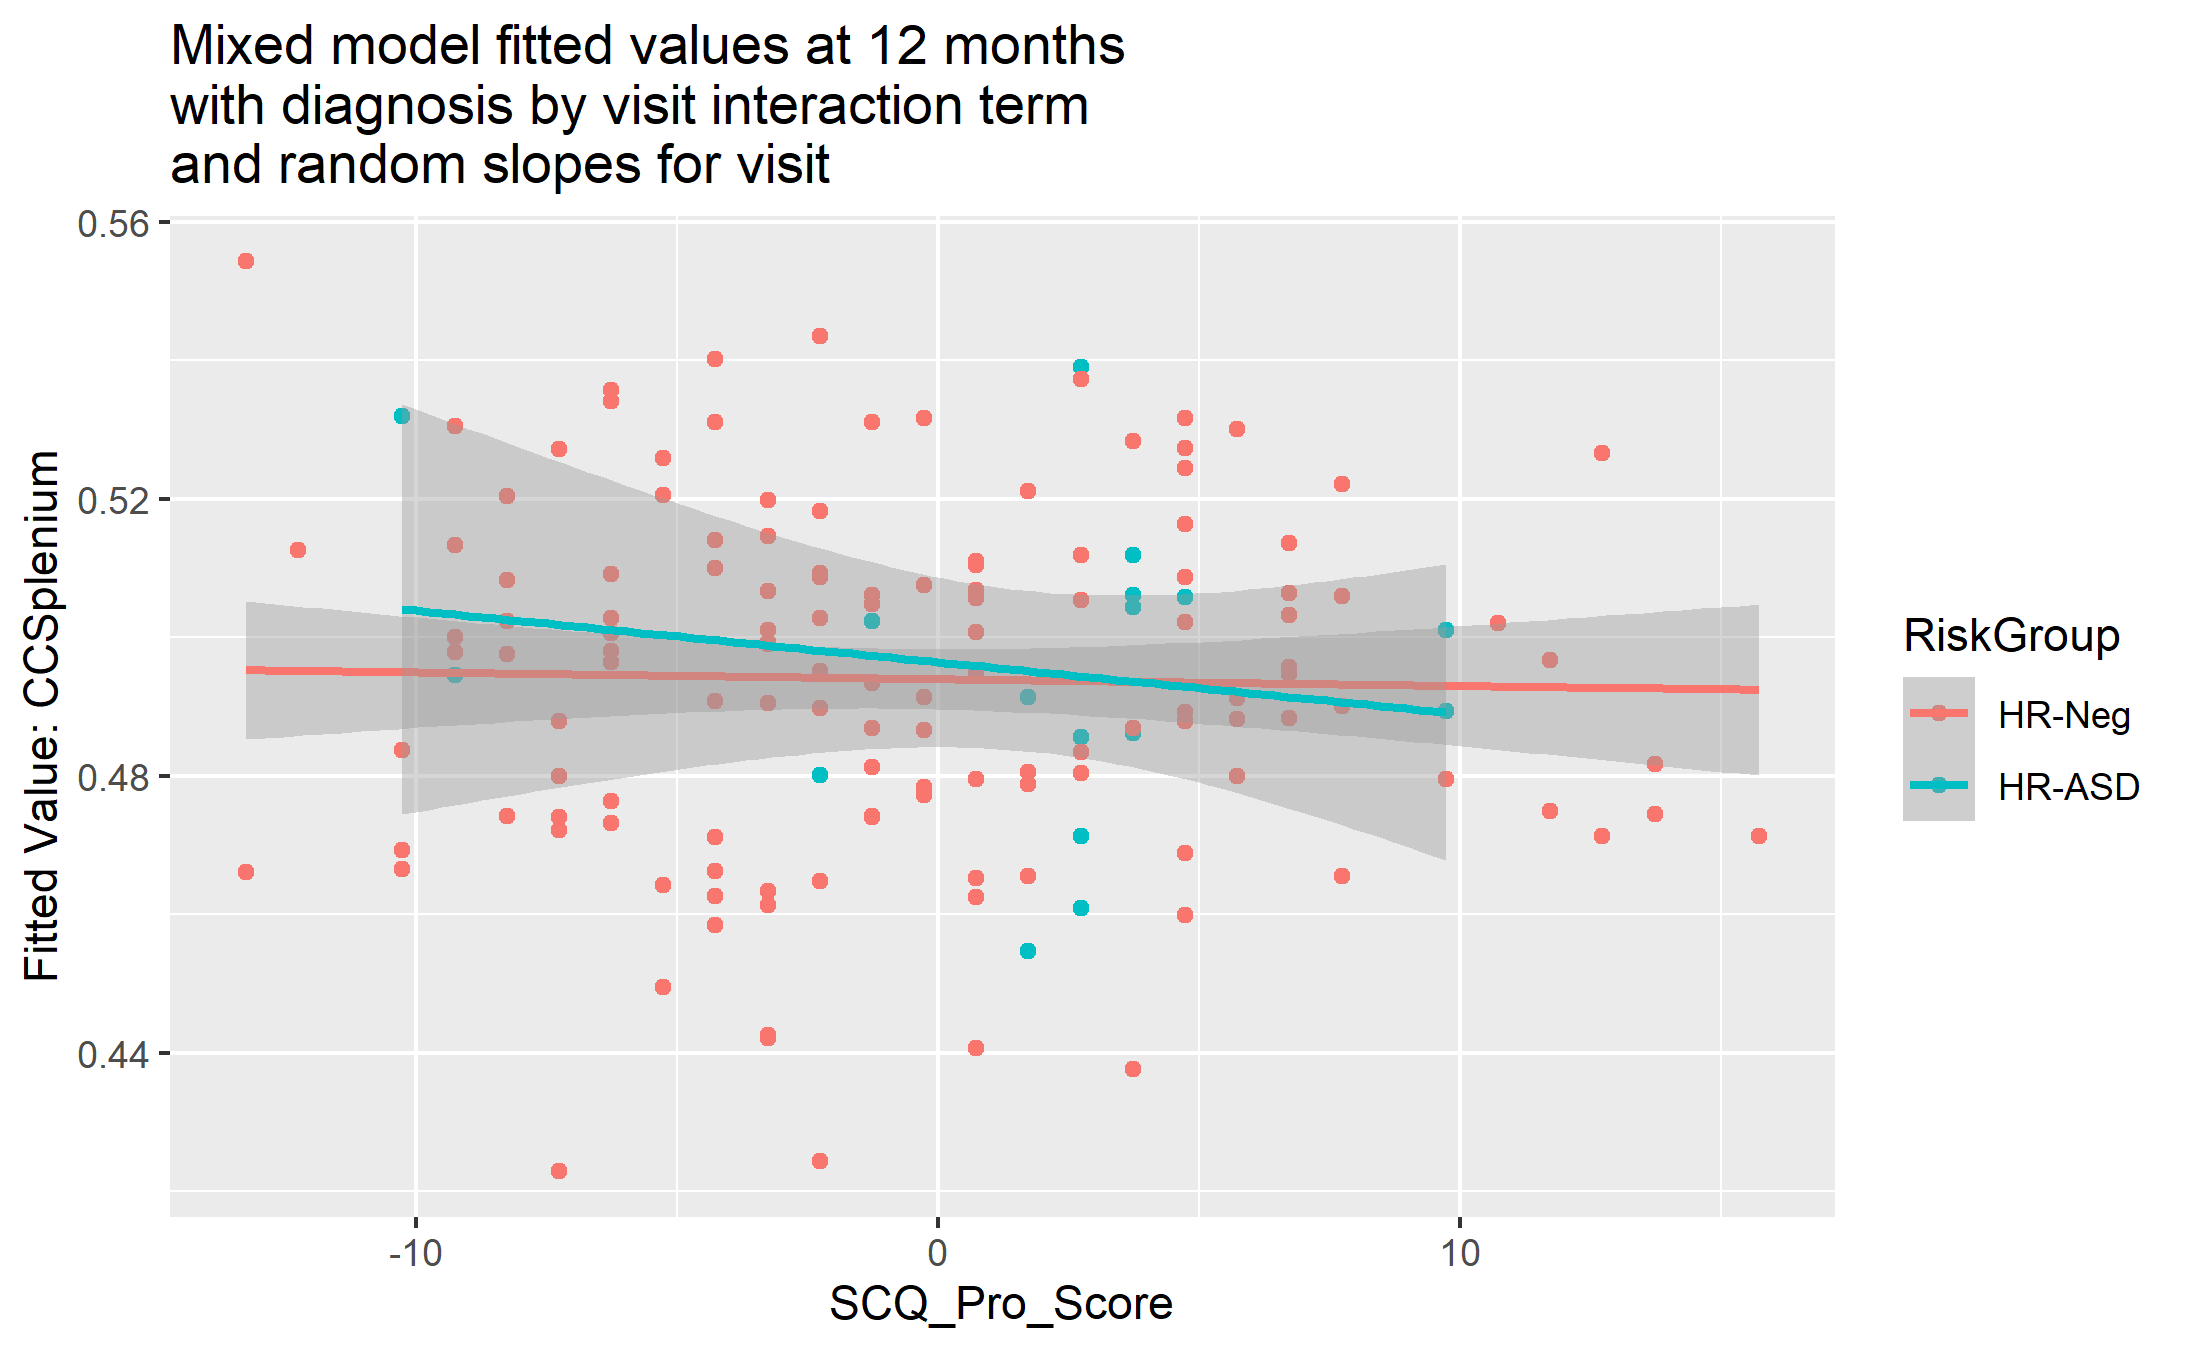 Mixed model fitted values at 12 months
with diagnosis by visit interaction term
and random slopes for visit
0.56
0.52
0.48
0.44
Fitted Value: CCSplenium
-10
0
10
SCQ_Pro_Score
RiskGroup
HR-Neg
HR-ASD